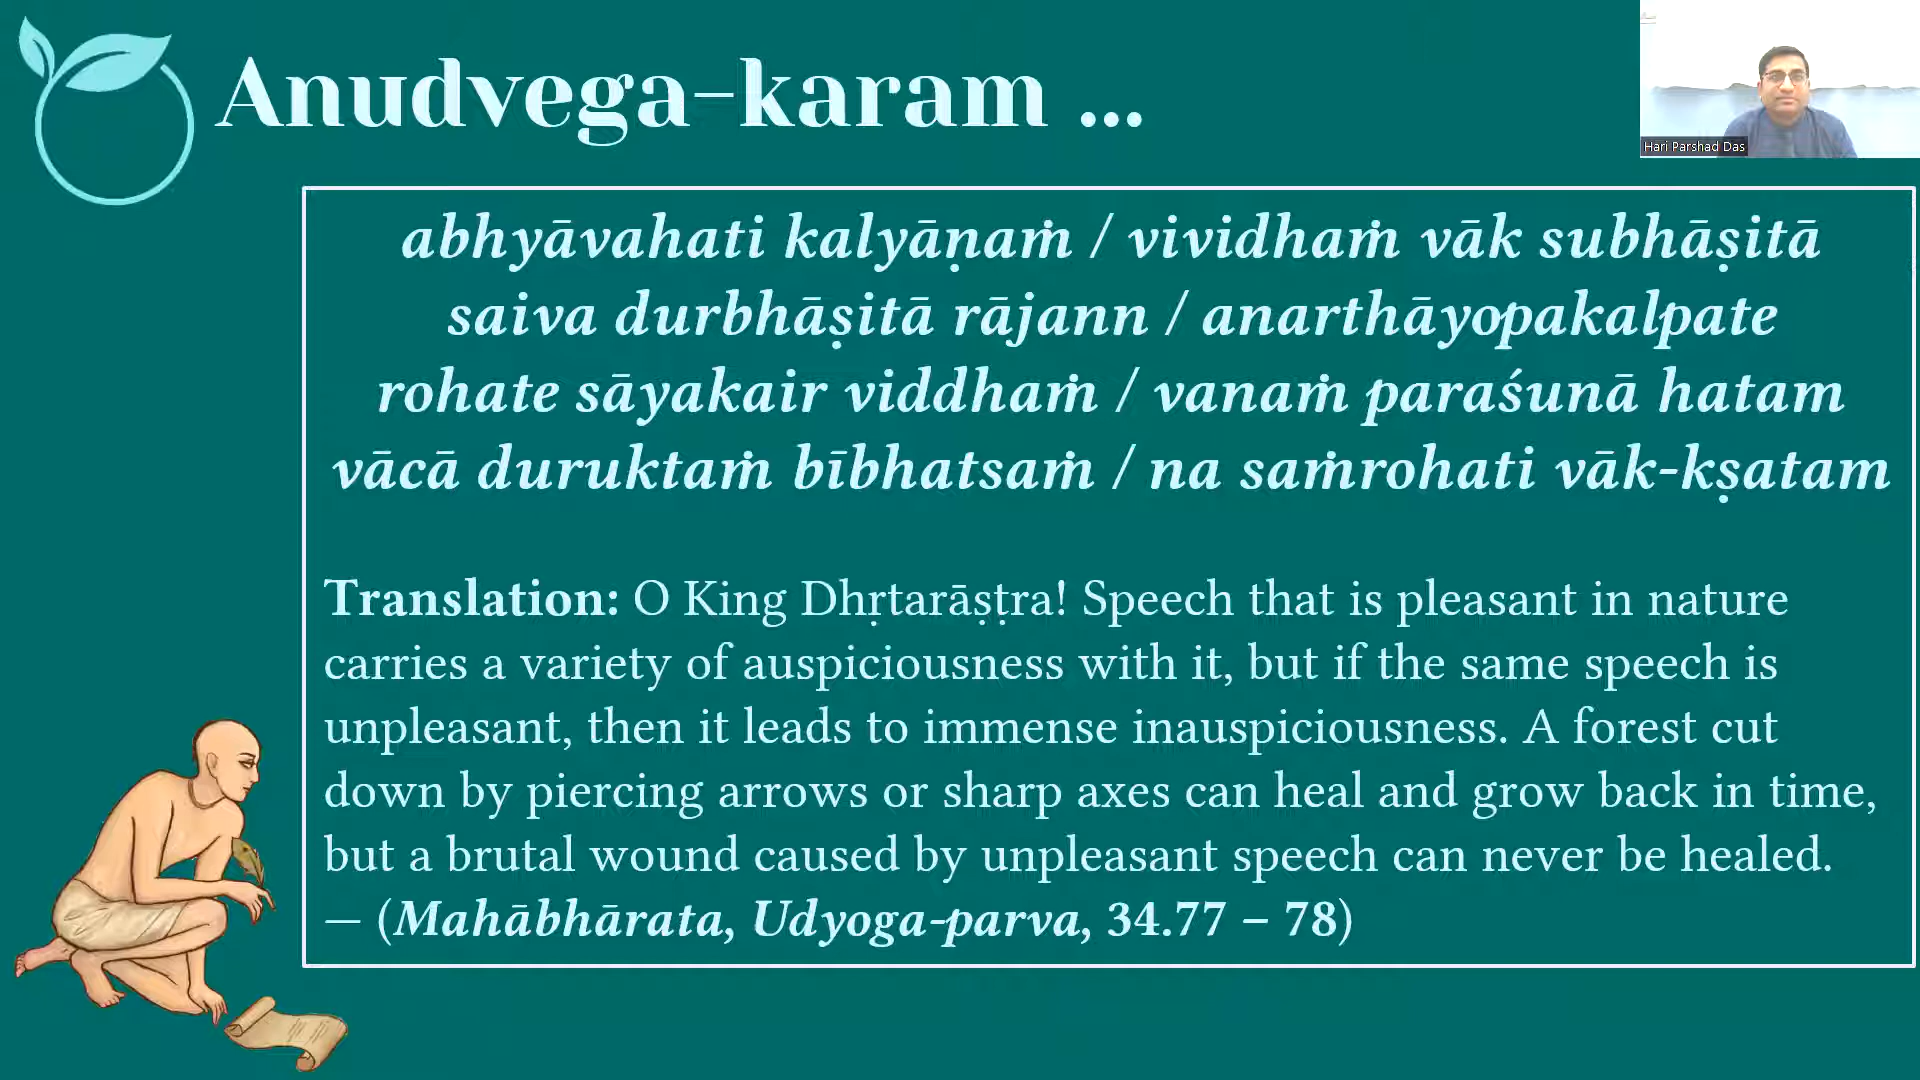 Anudvega-karam ...
Hari Parshad Das
abhyāvahati kalyāṇaṁ / vividhaṁ vāk subhāṣitā
saiva durbhāṣitā rājann / anarthāyopakalpate
rohate sāyakair viddhaṁ / vanaṁ paraśunā hatam
vācā duruktaṁ bībhatsaṁ / na saṁrohati vāk-kṣatam
Translation: O King Dhṛtarāṣṭra! Speech that is pleasant in nature
carries a variety of auspiciousness with it, but if the same speech is
unpleasant, then it leads to immense inauspiciousness. A forest cut
down by piercing arrows or sharp axes can heal and grow back in time,
but a brutal wound caused by unpleasant speech can never be healed.
— (Mahābhārata, Udyoga-parva, 34.77 – 78)